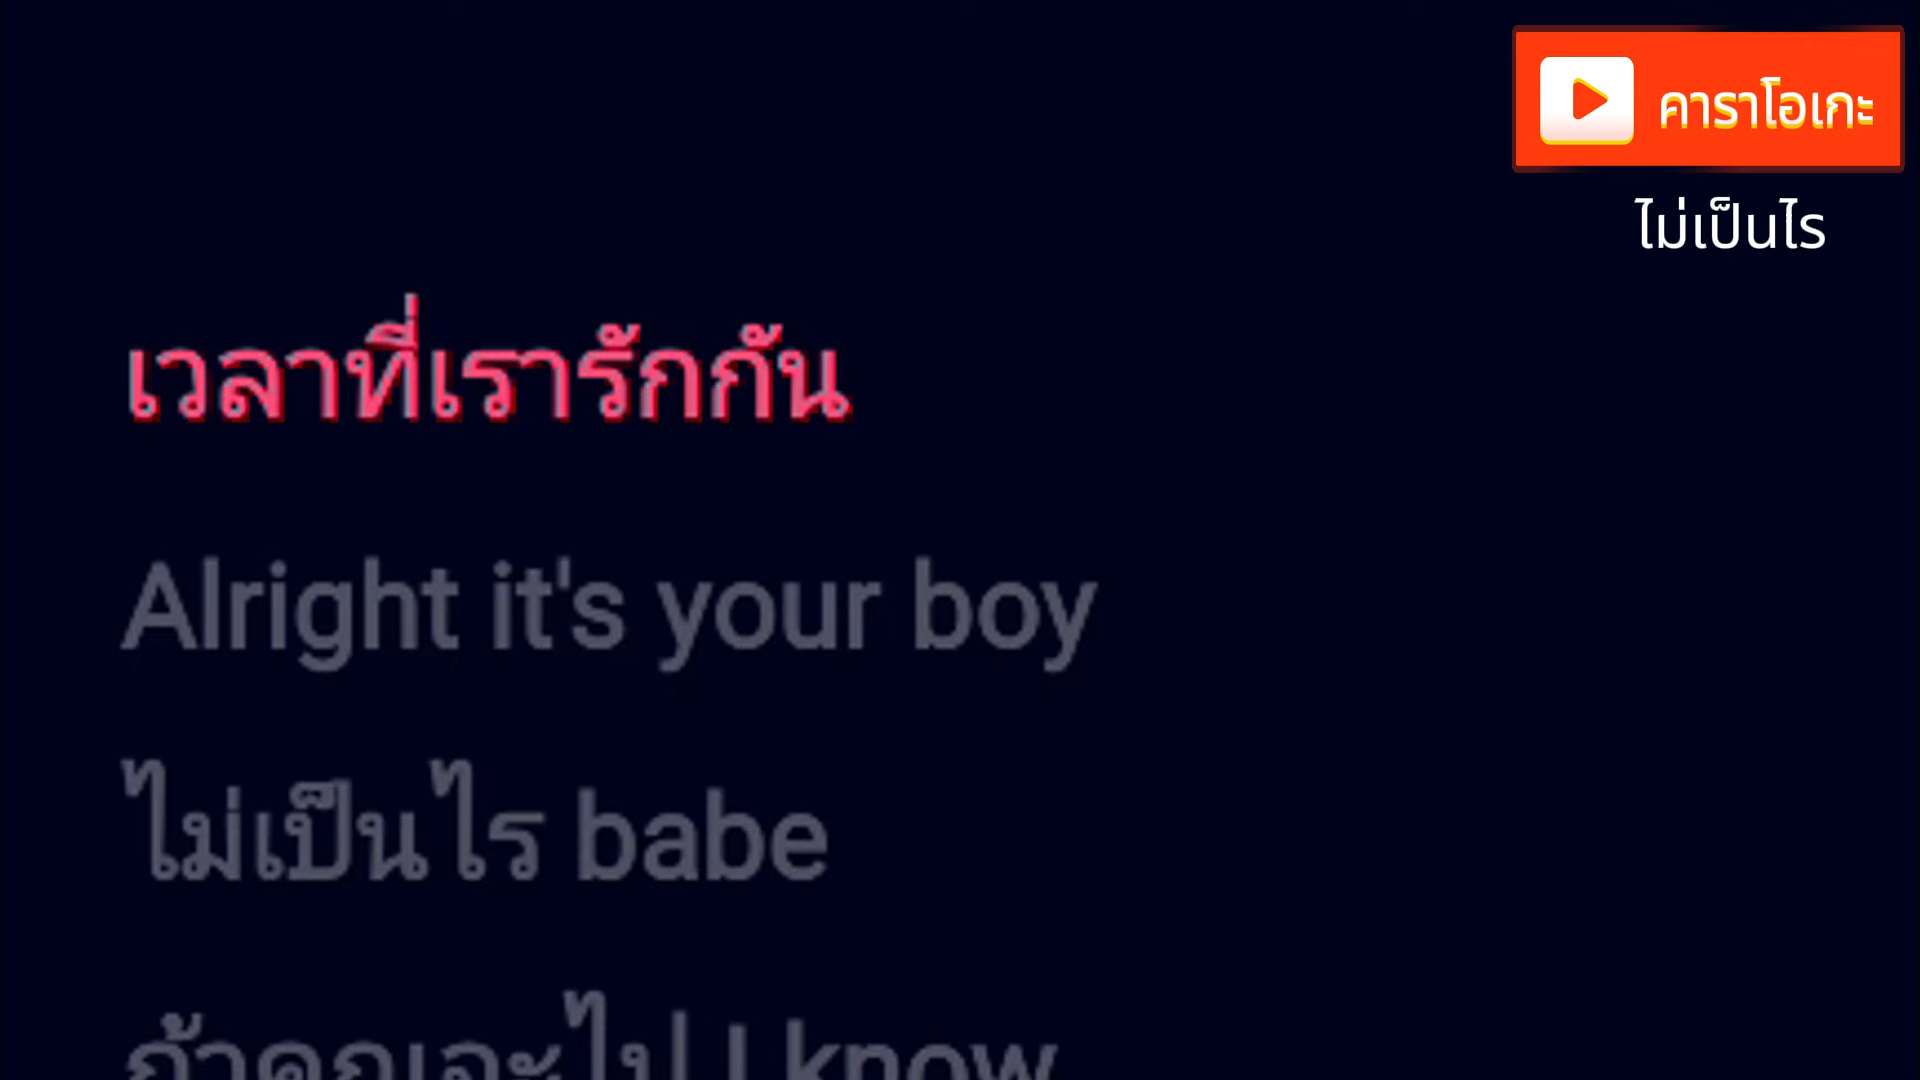 คาราโอเกะ
ไม่เป็นไร
เวลาที่เรารักกัน
Alright it's your boy
ไม่เป็นไร babe
ถ้าคุณจะไป I know